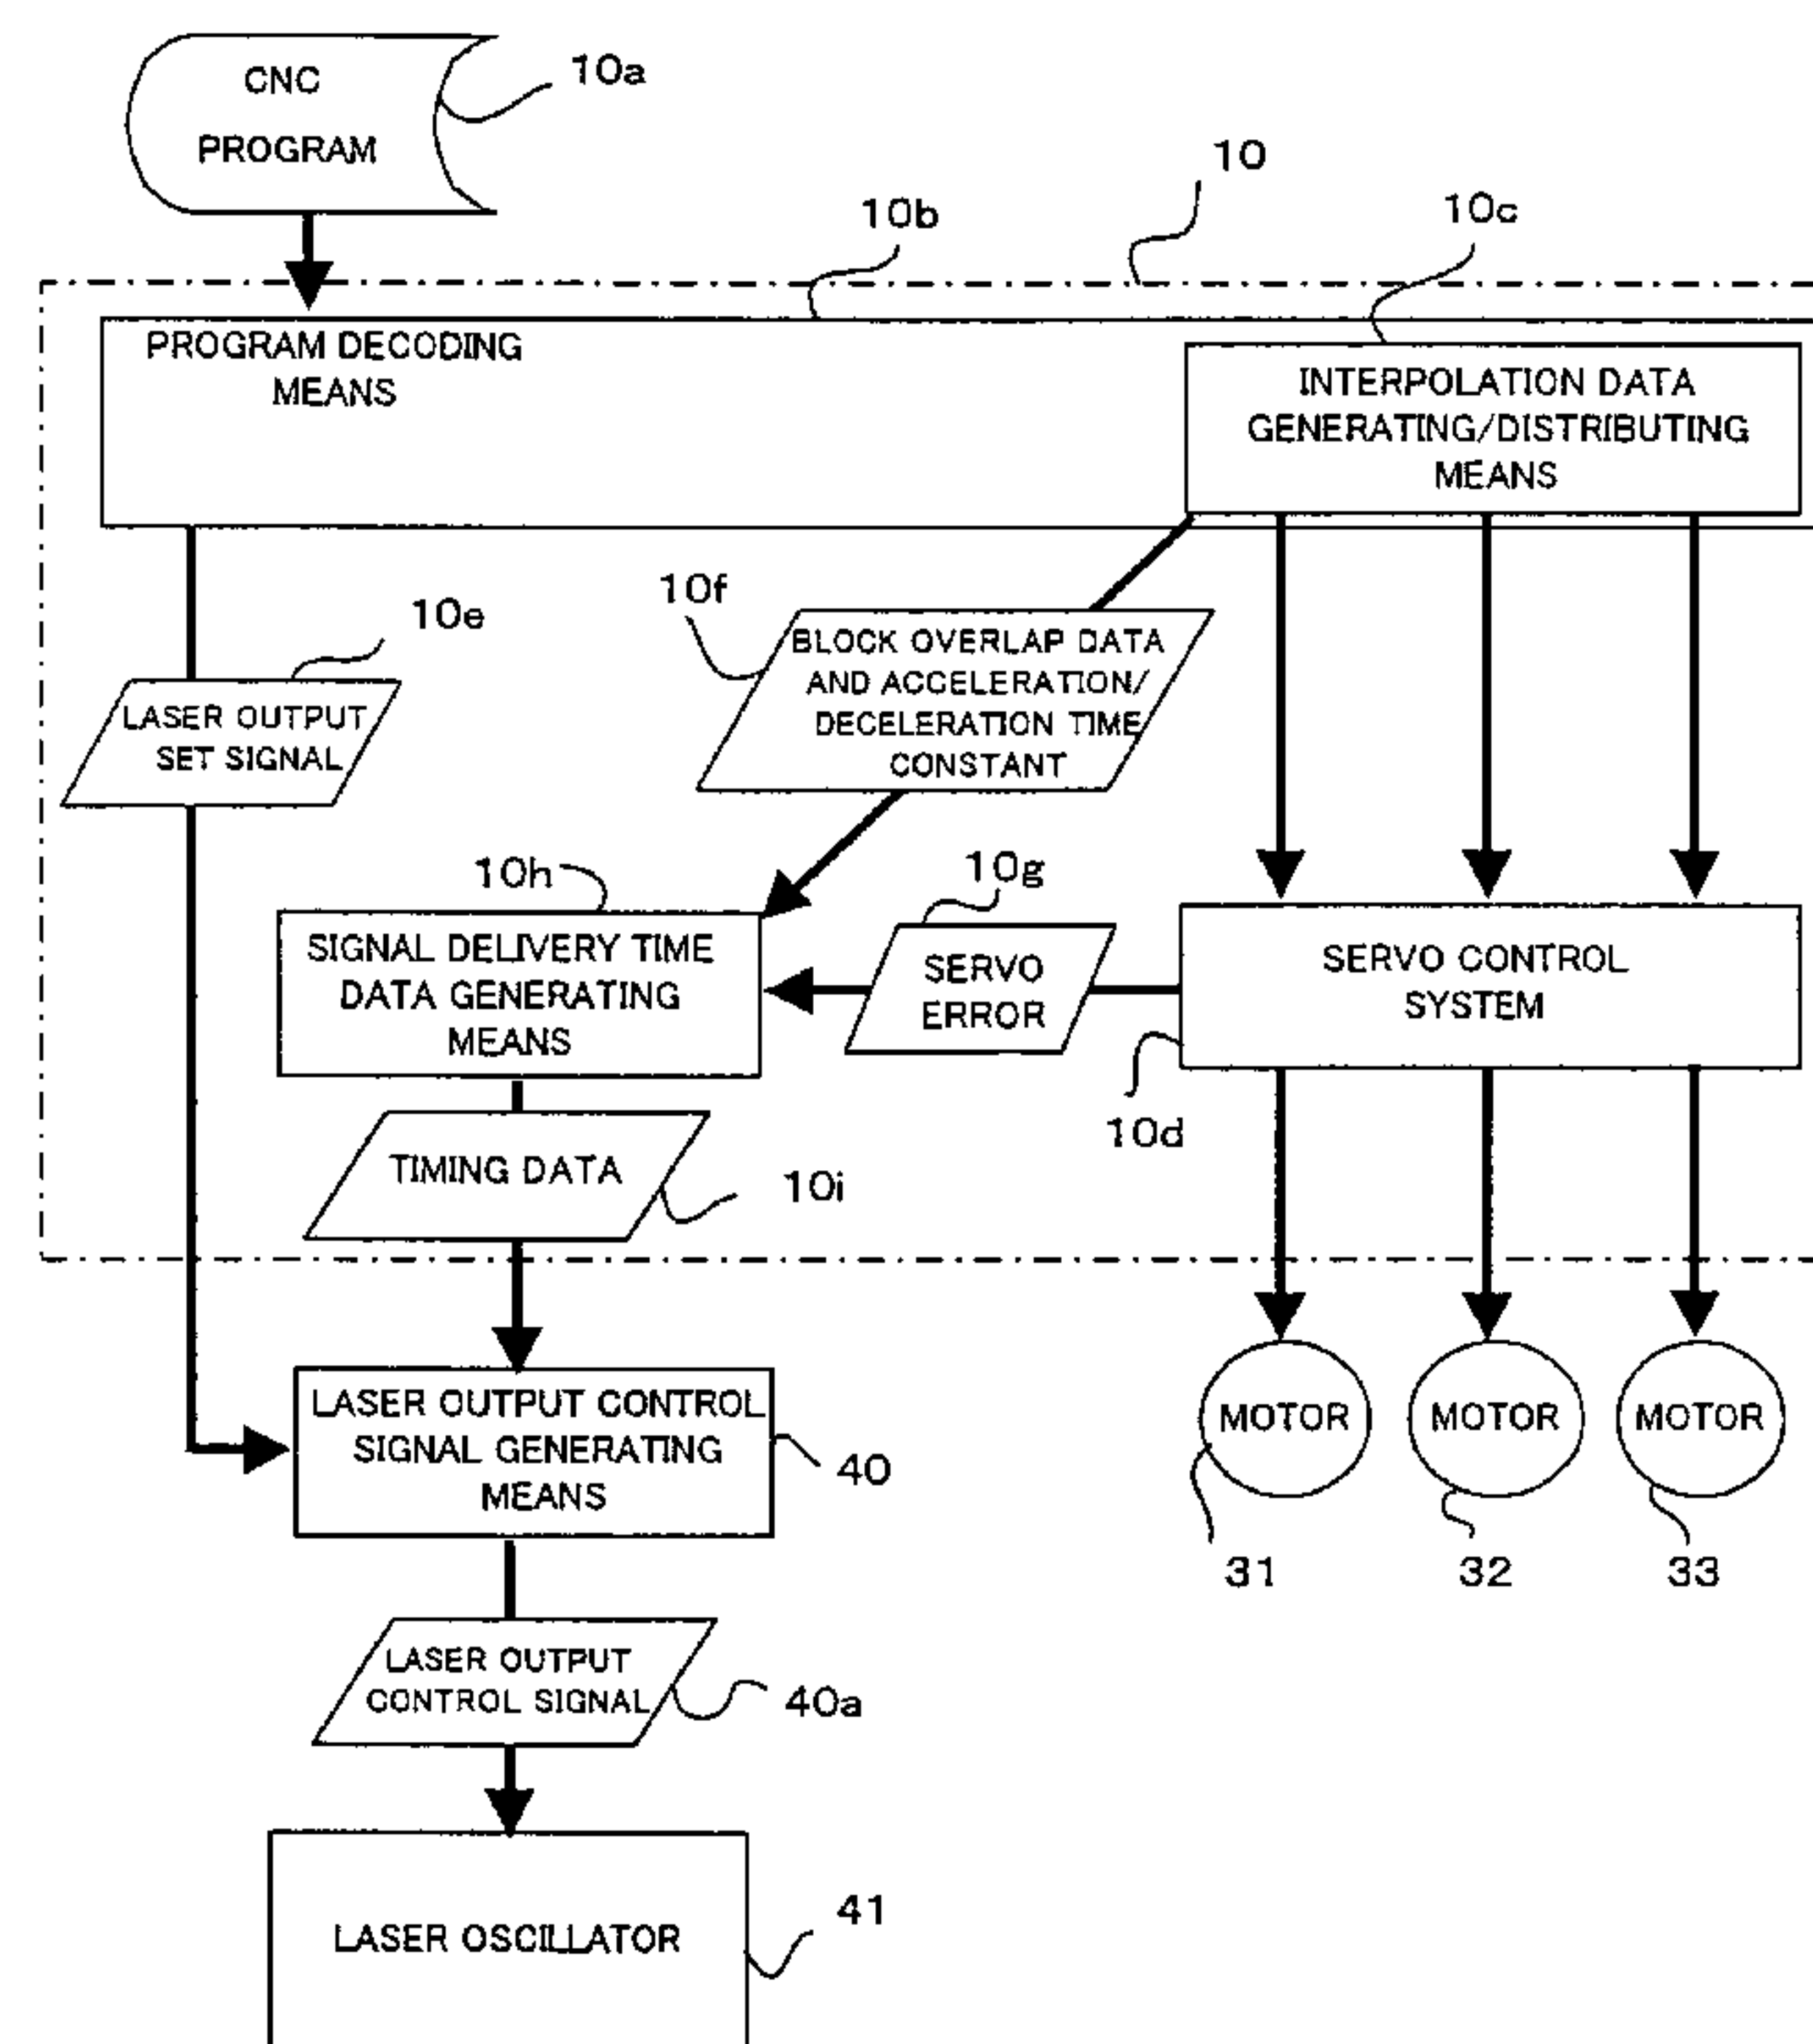 CNC
PROGRAM
10a
10
10b
10c
PROGRAM DECODING
MEANS
INTERPOLATION DATA
GENERATING/DISTRIBUTING
MEANS
10f
10e
BLOCK OVERLAP DATA
AND ACCELERATION/
DECELERATION TIME
CONSTANT
LASER OUTPUT
SET SIGNAL
10h
10g
SIGNAL DELIVERY TIME
DATA GENERATING
MEANS
SERVO
ERROR
SERVO CONTROL
SYSTEM
10d
TIMING DATA
10i
LASER OUTPUT CONTROL
SIGNAL GENERATING
MEANS
40
MOTOR
MOTOR
MOTOR
31
32
33
LASER OUTPUT
CONTROL SIGNAL
40a
LASER OSCILLATOR
41